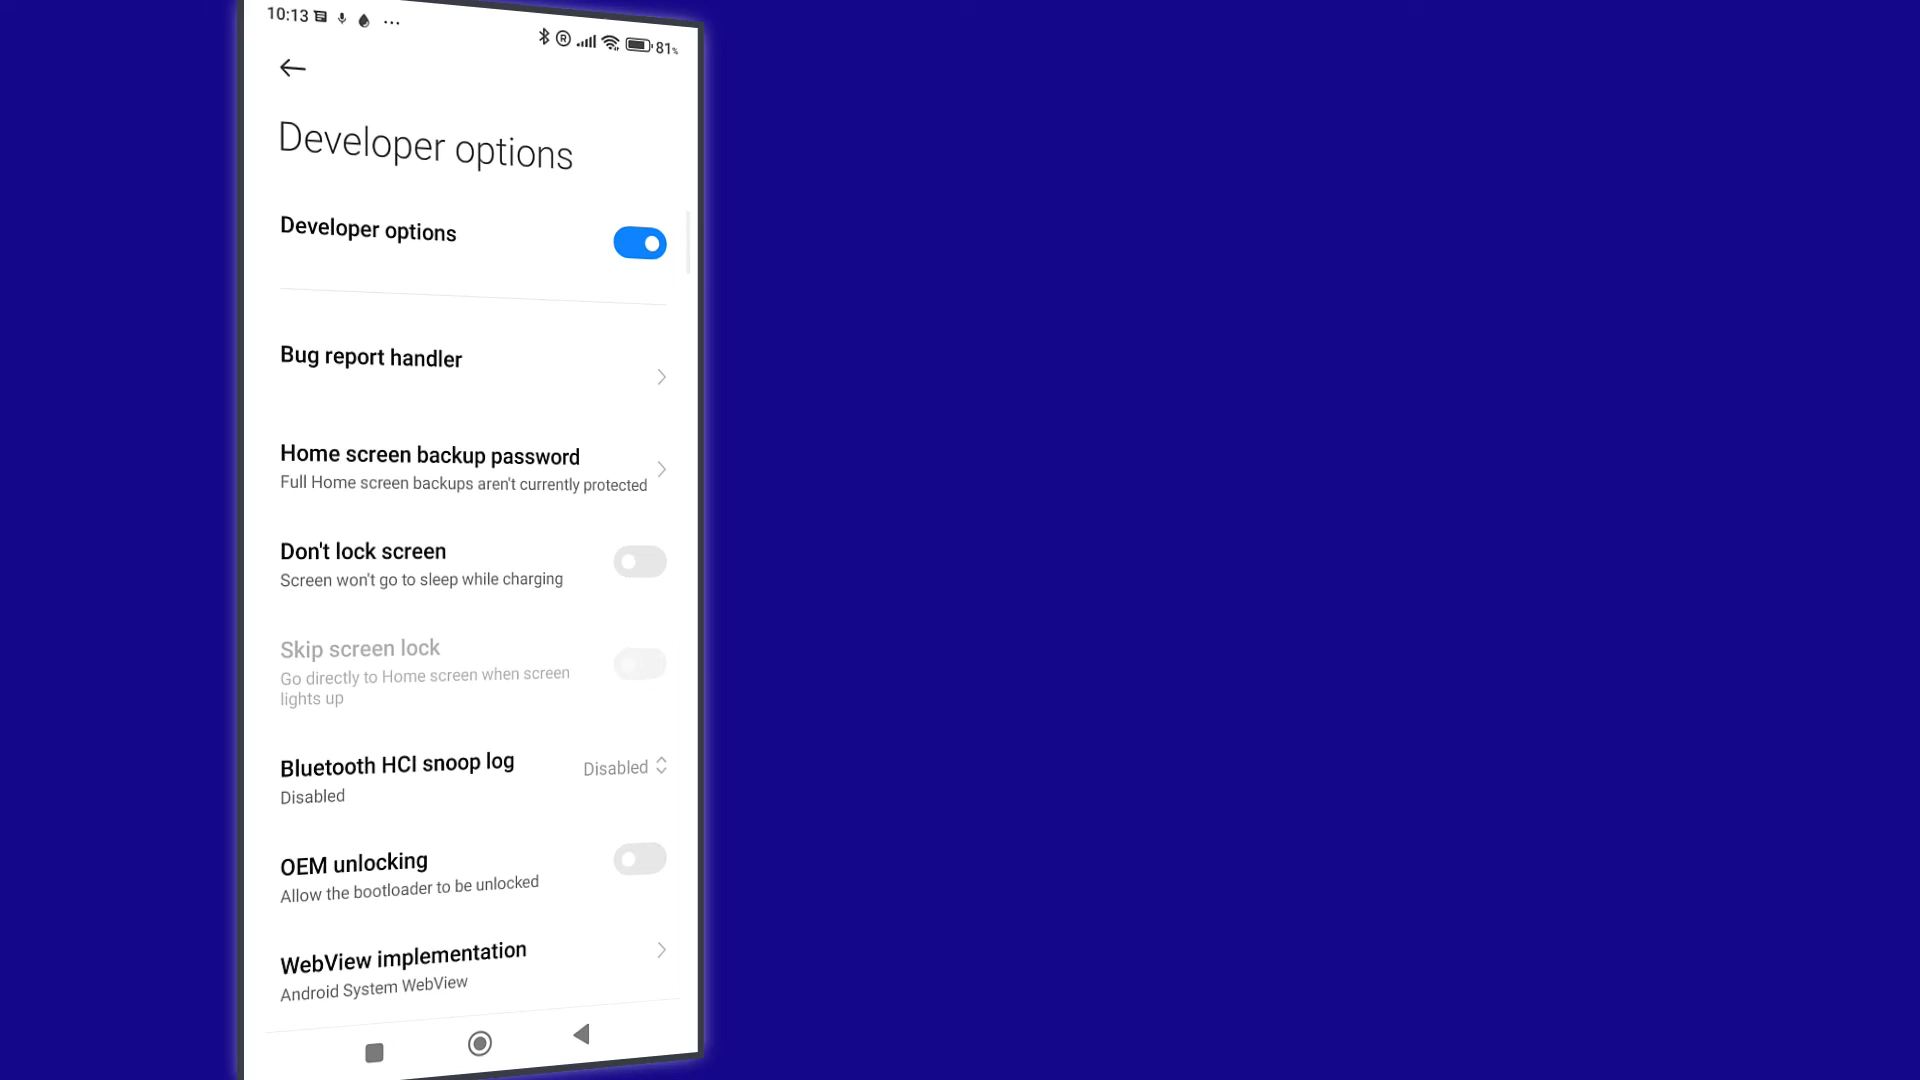 10:13
81%
Developer options
Developer options
Bug report handler
Home screen backup password
Full Home screen backups aren't currently protected
Don't lock screen
Screen won't go to sleep while charging
Skip screen lock
Go directly to Home screen when screen
lights up
Bluetooth HCI snoop log
Disabled
Disabled
OEM unlocking
Allow the bootloader to be unlocked
WebView implementation
Android System WebView